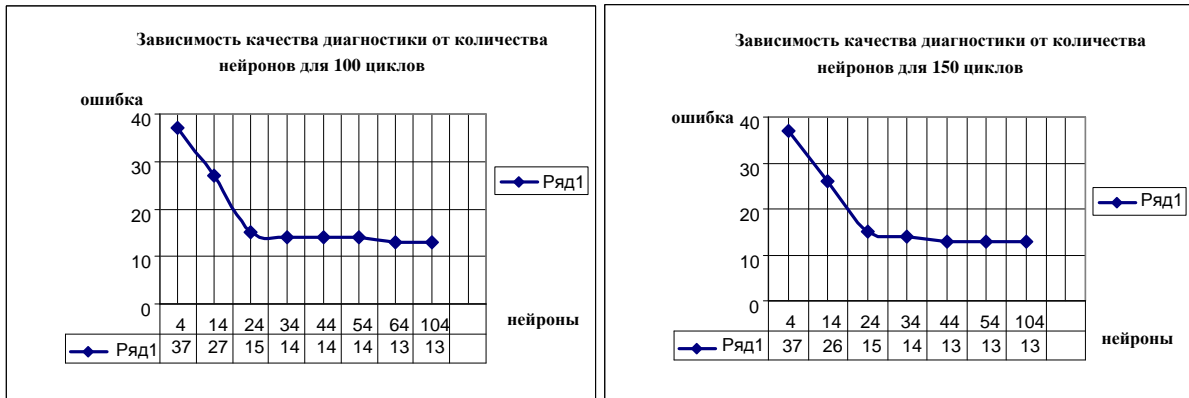 Зависимость качества диагностики от количества
нейронов для 100 циклов
ошибка
40
30
20
10
0
4 14 24 34 44 54 64 104
нейроны
Ряд1 37 27 15 14 14 14 13 13
Ряд1
Зависимость качества диагностики от количества
нейронов для 150 циклов
ошибка
40
30
20
10
0
4 14 24 34 44 54 104
нейроны
Ряд1 37 26 15 14 13 13 13
Ряд1